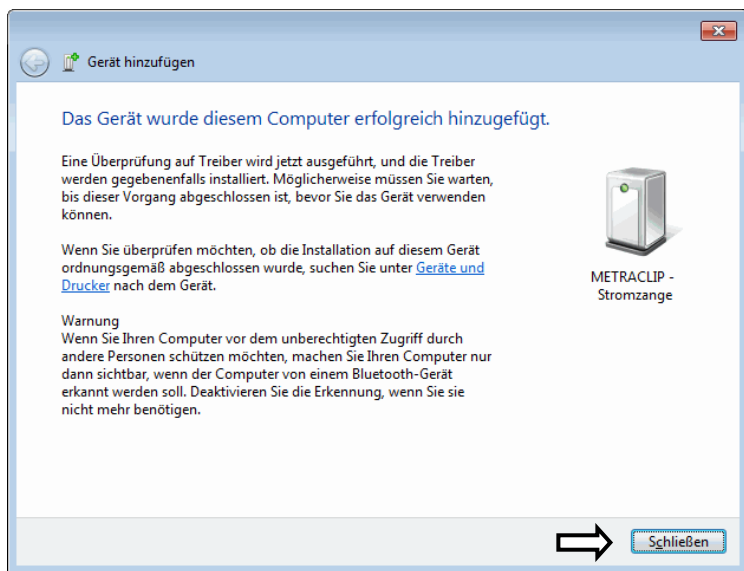 Gerät hinzufügen
Das Gerät wurde diesem Computer erfolgreich hinzugefügt.
Eine Überprüfung auf Treiber wird jetzt ausgeführt, und die Treiber
werden gegebenenfalls installiert. Möglicherweise müssen Sie warten,
bis dieser Vorgang abgeschlossen ist, bevor Sie das Gerät verwenden
können.
Wenn Sie überprüfen möchten, ob die Installation auf diesem Gerät
ordnungsgemäß abgeschlossen wurde, suchen Sie unter Geräte und
Drucker nach dem Gerät.
METRACLIP -
Stromzange
Warnung
Wenn Sie Ihren Computer vor dem unberechtigten Zugriff durch
andere Personen schützen möchten, machen Sie Ihren Computer nur
dann sichtbar, wenn der Computer von einem Bluetooth-Gerät
erkannt werden soll. Deaktivieren Sie die Erkennung, wenn Sie sie
nicht mehr benötigen.
Schließen